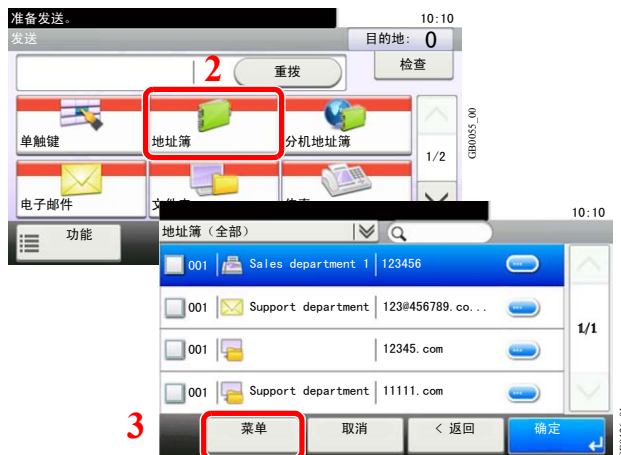 准备发送。 10:10
发送 目的地: 0
2 重拨 检查
单触键 地址簿 分机地址簿
1/2
GB0055_00
电子邮件
功能
10:10
地址簿（全部）
001 Sales department 1 123456
001 Support department 123@456789.co...
1/1
001 12345.com
001 Support department 11111.com
3 菜单 取消 < 返回 确定